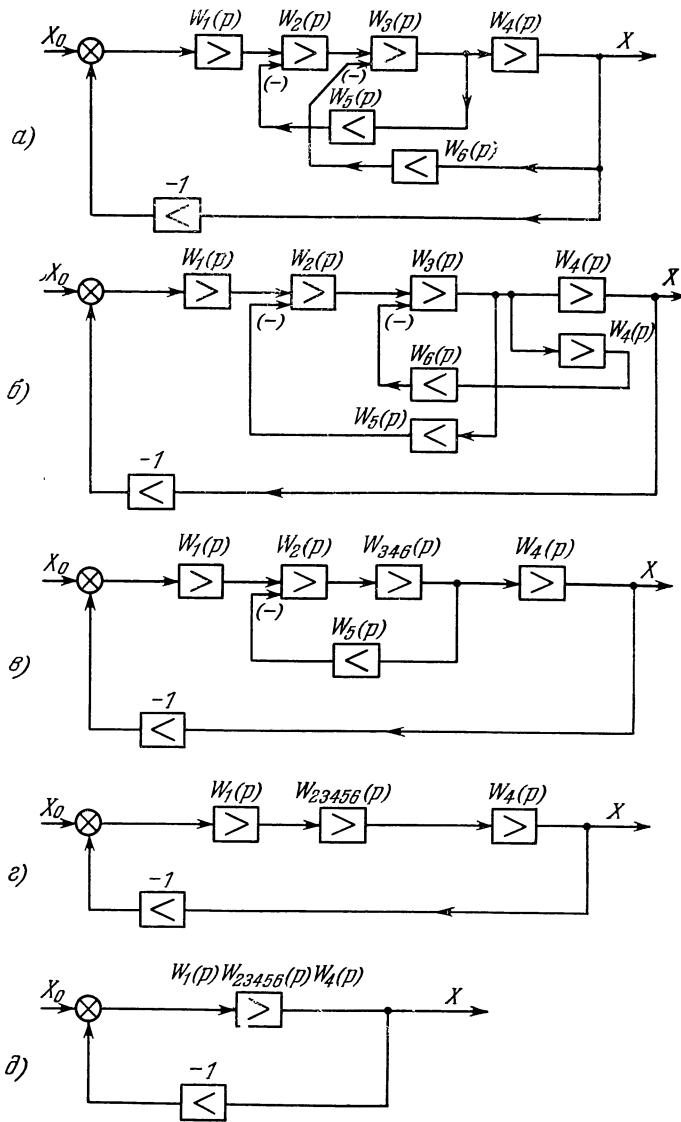 X₀ W₁(p) W₂(p) W₃(p) W₄(p) X
(-) (-)
W₅(p)
а) W₆(p)
-1
X₀ W₁(p) W₂(p) W₃(p) W₄(p) X
(-) (-) W₄(p)
W₆(p)
б) W₅(p)
-1
X₀ W₁(p) W₂(p) W₃₄₆(p) W₄(p) X
(-)
W₅(p)
в)
-1
X₀ W₁(p) W₂₃₄₅₆(p) W₄(p) X
г)
-1
W₁(p) W₂₃₄₅₆(p) W₄(p)
X₀ X
д)
-1